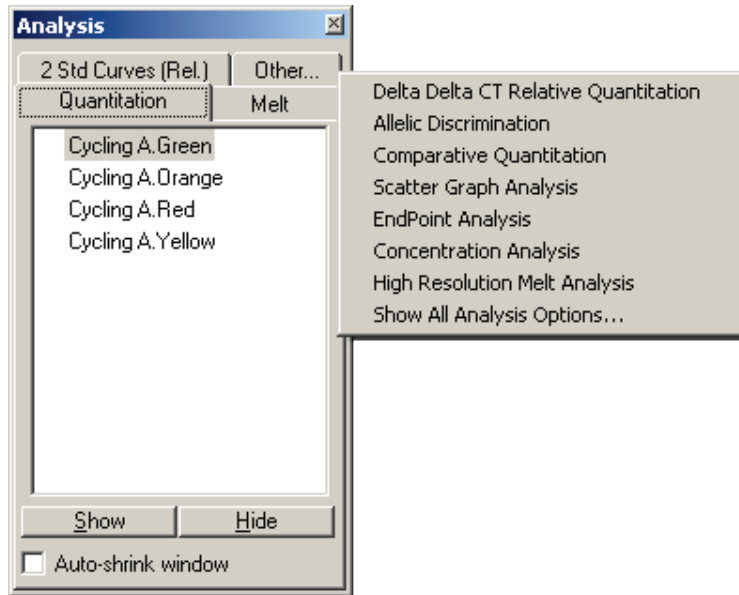 Analysis
2 Std Curves (Rel.) Other...
Quantitation Melt
Cycling A.Green
Cycling A.Orange
Cycling A.Red
Cycling A.Yellow
Show Hide
Auto-shrink window
Delta Delta CT Relative Quantitation
Allelic Discrimination
Comparative Quantitation
Scatter Graph Analysis
EndPoint Analysis
Concentration Analysis
High Resolution Melt Analysis
Show All Analysis Options...